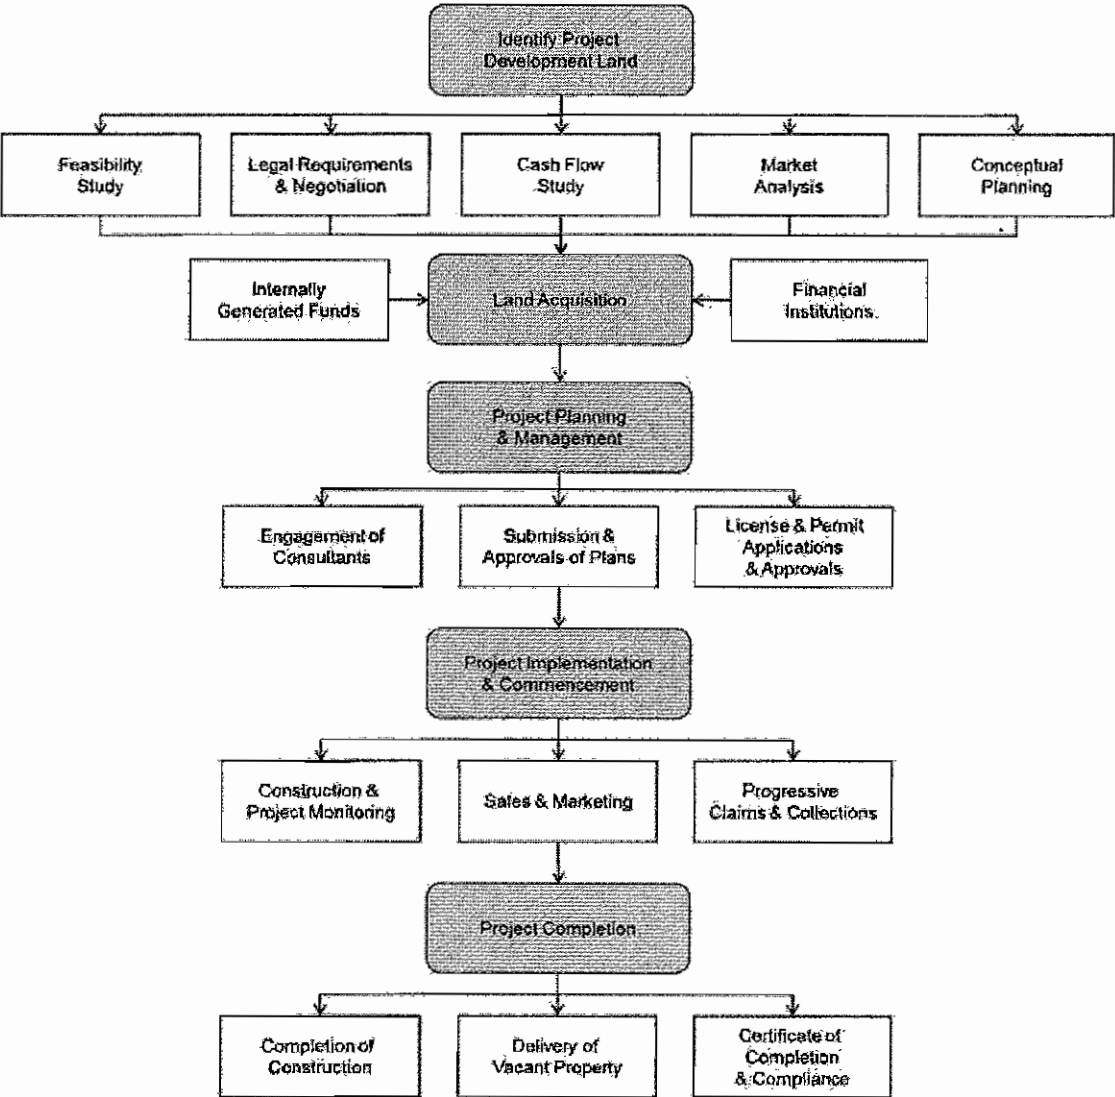 Identify Project
Development Land
Feasibility
Study
Legal Requirements
& Negotiation
Cash Flow
Study
Market
Analysis
Conceptual
Planning
Internally
Generated Funds
Land Acquisition
Financial
Institutions
Project Planning
& Management
Engagement of
Consultants
Submission &
Approvals of Plans
License & Permit
Applications
& Approvals
Project Implementation
& Commencement
Construction &
Project Monitoring
Sales & Marketing
Progressive
Claims & Collections
Project Completion
Completion of
Construction
Delivery of
Vacant Property
Certificate of
Completion
& Compliance